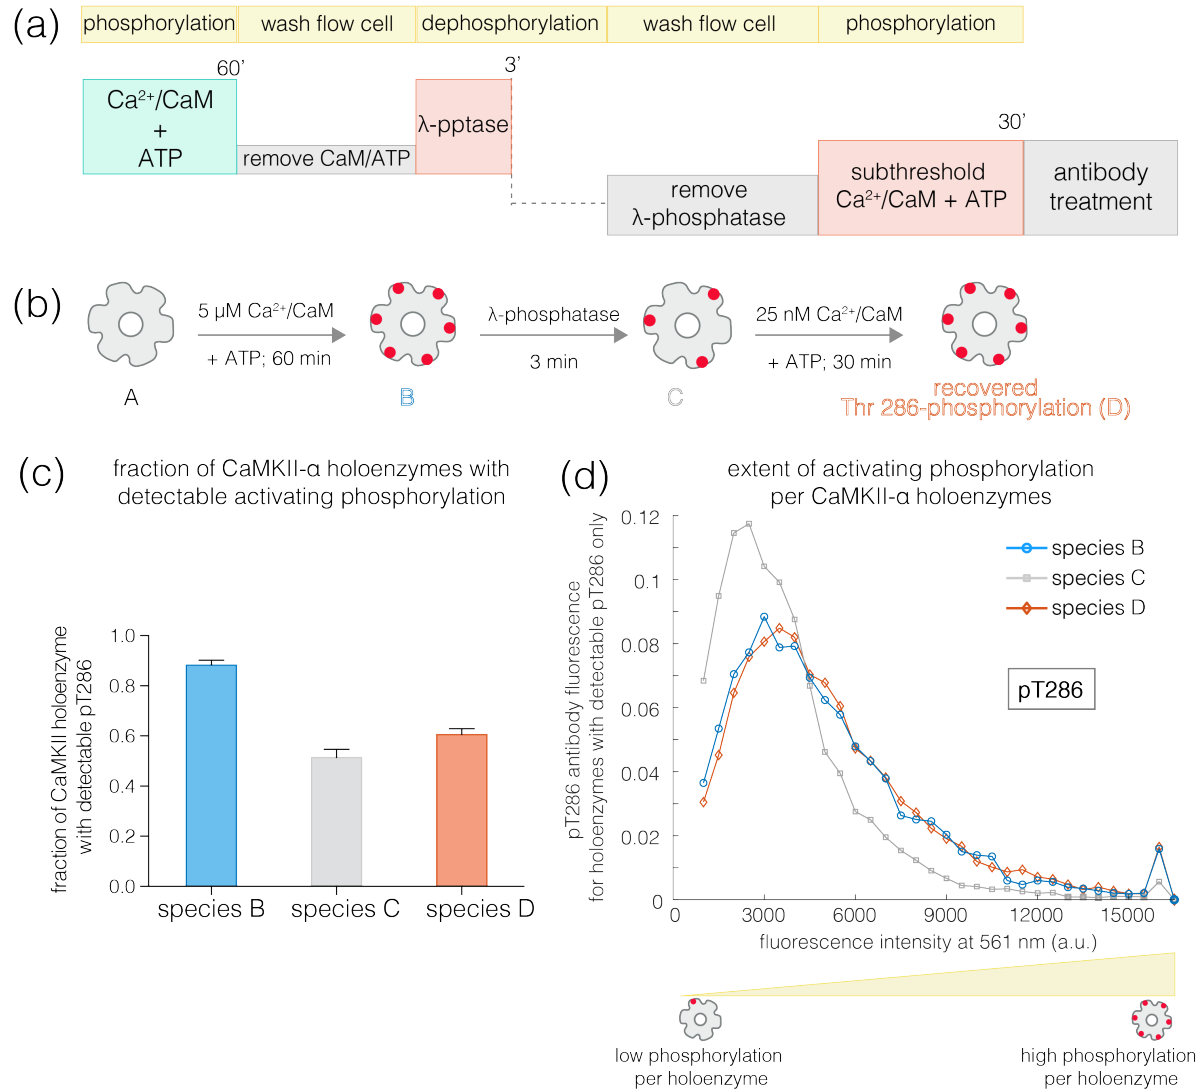 (a)
phosphorylation
wash flow cell
dephosphorylation
wash flow cell
phosphorylation
60’
3’
30’
Ca²⁺/CaM
+
ATP
remove CaM/ATP
λ-pptase
remove
λ-phosphatase
subthreshold
Ca²⁺/CaM + ATP
antibody
treatment
(b)
5 µM Ca²⁺/CaM
+ ATP; 60 min
λ-phosphatase
3 min
25 nM Ca²⁺/CaM
+ ATP; 30 min
A
B
C
recovered
Thr 286-phosphorylation (D)
(c)
fraction of CaMKII-α holoenzymes with
detectable activating phosphorylation
fraction of CaMKII holoenzyme
with detectable pT286
1.0
0.8
0.6
0.4
0.2
0.0
species B
species C
species D
(d)
extent of activating phosphorylation
per CaMKII-α holoenzymes
pT286 antibody fluorescence
for holoenzymes with detectable pT286 only
0.12
0.1
0.08
0.06
0.04
0.02
0
species B
species C
species D
pT286
0
3000
6000
9000
12000
15000
fluorescence intensity at 561 nm (a.u.)
low phosphorylation
per holoenzyme
high phosphorylation
per holoenzyme